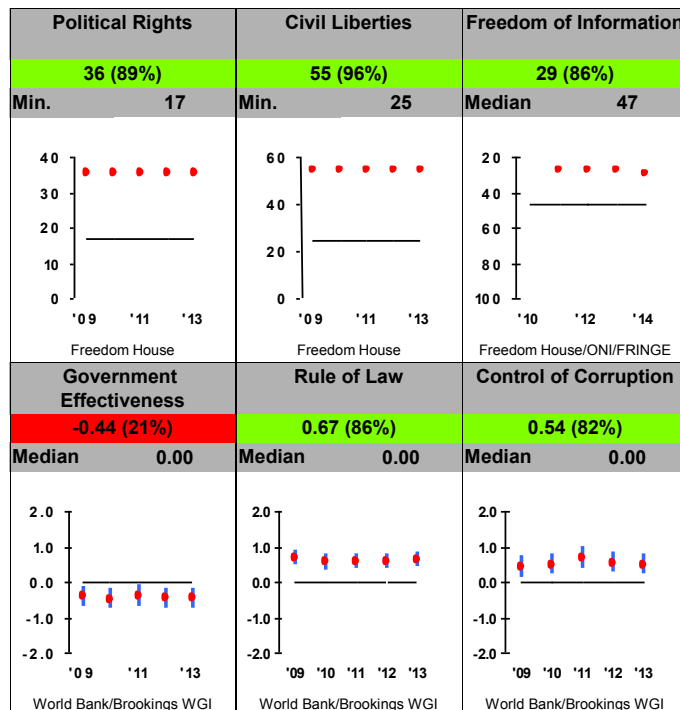 Political Rights
36 (89%)
Min. 17
40
30
20
10
0
'09 '11 '13
Freedom House
Civil Liberties
55 (96%)
Min. 25
60
40
20
0
'09 '11 '13
Freedom House
Freedom of Information
29 (86%)
Median 47
20
40
60
80
100
'10 '12 '14
Freedom House/ONI/FRINGE
Government
Effectiveness
-0.44 (21%)
Median 0.00
2.0
1.0
0.0
-1.0
-2.0
'09 '11 '13
World Bank/Brookings WGI
Rule of Law
0.67 (86%)
Median 0.00
2.0
1.0
0.0
-1.0
-2.0
'09 '10 '11 '12 '13
World Bank/Brookings WGI
Control of Corruption
0.54 (82%)
Median 0.00
2.0
1.0
0.0
-1.0
-2.0
'09 '10 '11 '12 '13
World Bank/Brookings WGI